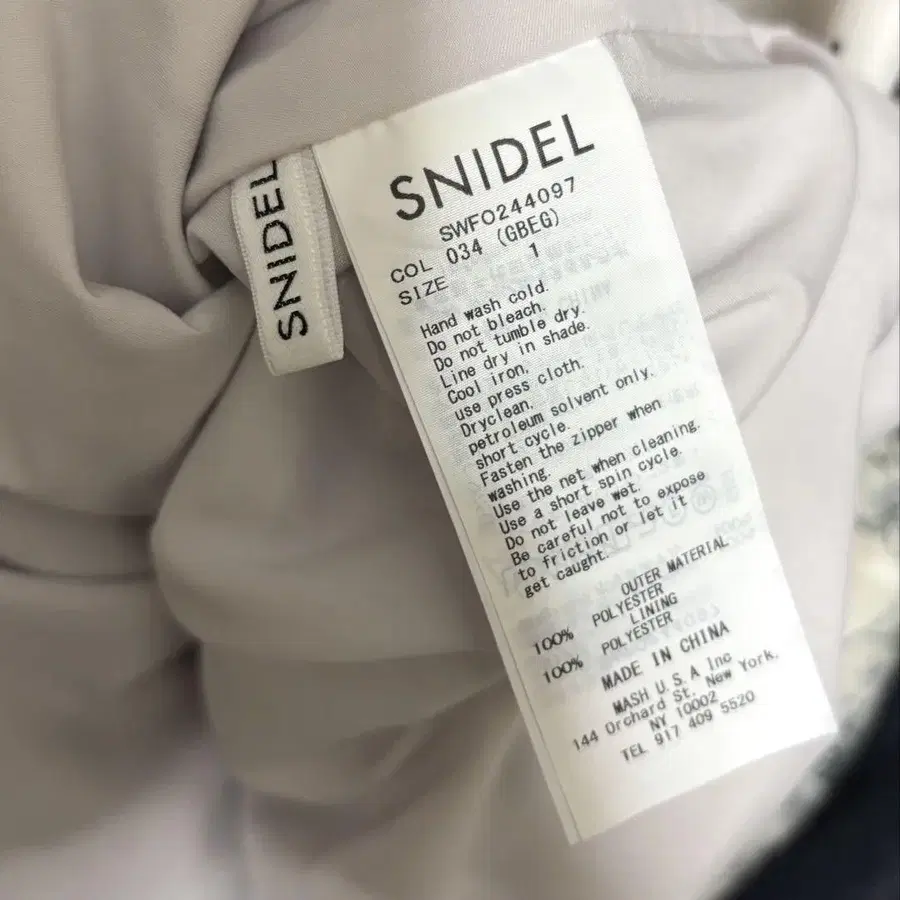 SNIDEL
SNIDEL
SWFO244097
COL 034 (GBEG)
SIZE 1
Hand wash cold.
Do not bleach.
Do not tumble dry.
Line dry in shade.
Cool iron.
use press cloth.
Dryclean.
petroleum solvent only.
short cycle.
Fasten the zipper when
washing.
Use the net when cleaning.
Use a short spin cycle.
Do not leave wet.
Be careful not to expose
to friction or let it
get caught.
OUTER MATERIAL
100% POLYESTER
LINING
100% POLYESTER
MADE IN CHINA
MASH U.S.A Inc
144 Orchard St. New York,
NY 10002
TEL 917 409 5520